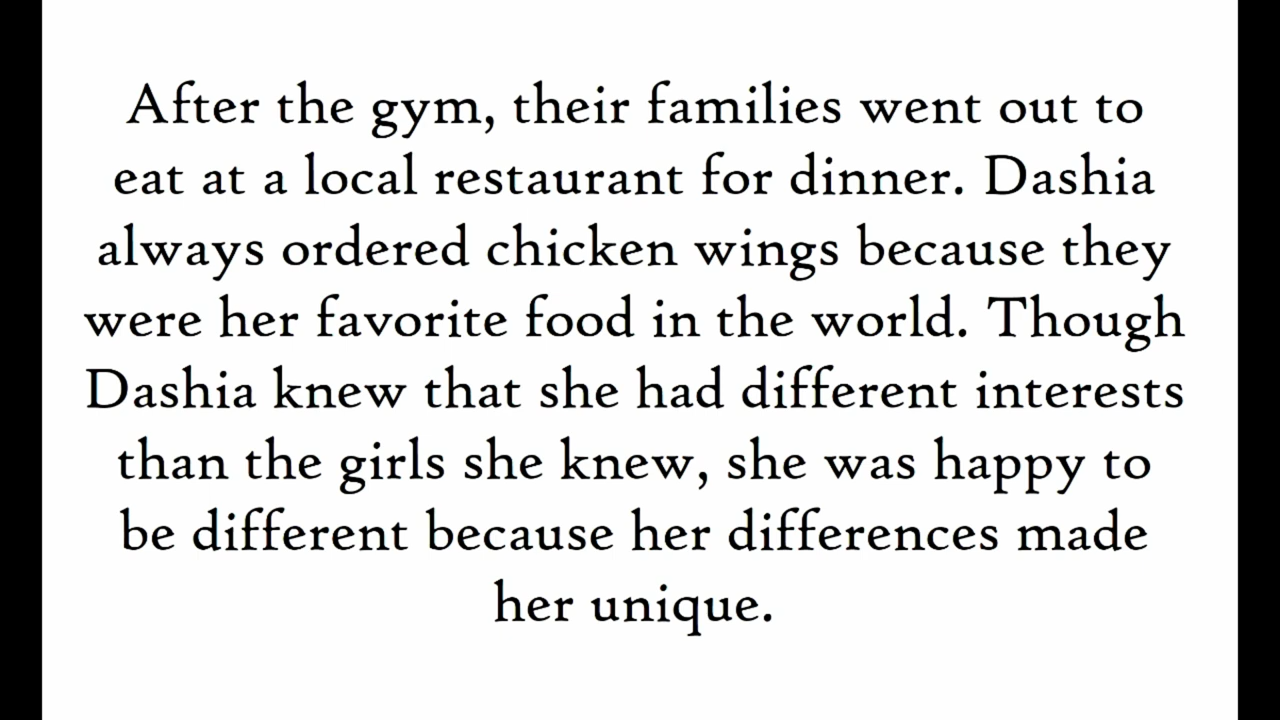 After the gym, their families went out to
eat at a local restaurant for dinner. Dashia
always ordered chicken wings because they
were her favorite food in the world. Though
Dashia knew that she had different interests
than the girls she knew, she was happy to
be different because her differences made
her unique.